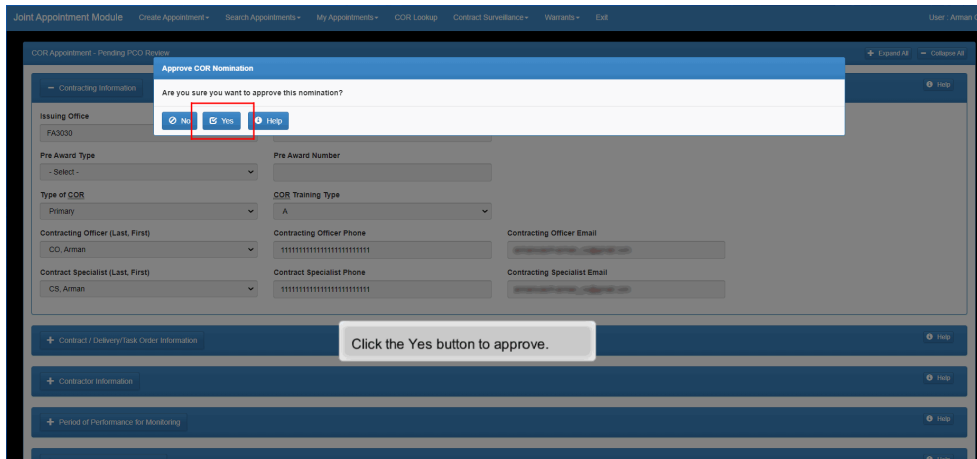 Joint Appointment Module Create Appointment Search Appointments My Appointments COR Lookup Contract Surveillance Warrants Exit User : Arman
COR Appointment - Pending PCO Review + Expand All − Collapse All
Approve COR Nomination
− Contracting Information Help
Are you sure you want to approve this nomination?
No Yes Help
Issuing Office
FA3030
Pre Award Type Pre Award Number
- Select -
Type of COR COR Training Type
Primary A
Contracting Officer (Last, First) Contracting Officer Phone Contracting Officer Email
CO, Arman
Contract Specialist (Last, First) Contract Specialist Phone Contracting Specialist Email
CS, Arman
+ Contract / Delivery/Task Order Information Help
Click the Yes button to approve.
+ Contractor Information Help
+ Period of Performance for Monitoring Help
Help